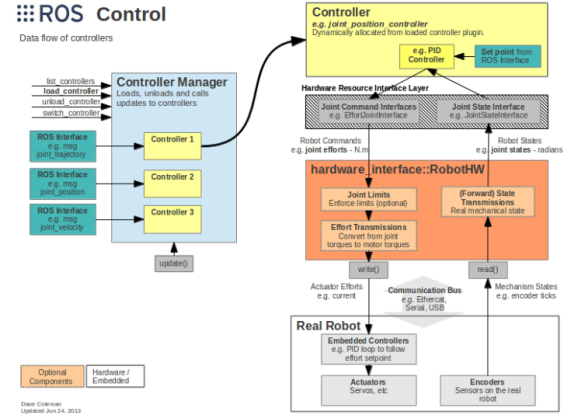 ROS Control
Data flow of controllers
list_controllers
load_controller
unload_controller
switch_controller
Controller Manager
Loads, unloads and calls
updates to controllers
ROS Interface
e.g. msg
joint_trajectory
Controller 1
ROS Interface
e.g. msg
joint_position
Controller 2
ROS Interface
e.g. msg
joint_velocity
Controller 3
update()
Controller
e.g. joint_position_controller
Dynamically allocated from loaded controller plugin.
e.g. PID
Controller
Set point from
ROS Interface
Hardware Resource Interface Layer
Joint Command Interfaces
e.g. EffortJointInterface
Joint State Interface
e.g. JointStateInterface
Robot Commands
e.g. joint efforts - N.m
Robot States
e.g. joint states - radians
hardware_interface::RobotHW
Joint Limits
Enforce limits (optional)
Effort Transmissions
Convert from joint
torques to motor torques
(Forward) State
Transmissions
Real mechanical state
write()
read()
Actuator Efforts
e.g. current
Communication Bus
e.g. Ethercat,
Serial, USB
Mechanism States
e.g. encoder ticks
Real Robot
Embedded Controllers
e.g. PID loop to follow
effort setpoint
Actuators
Servos, etc
Encoders
Sensors on the real
robot
Optional
Components
Hardware /
Embedded
Dave Coleman
Updated Jun 24, 2013